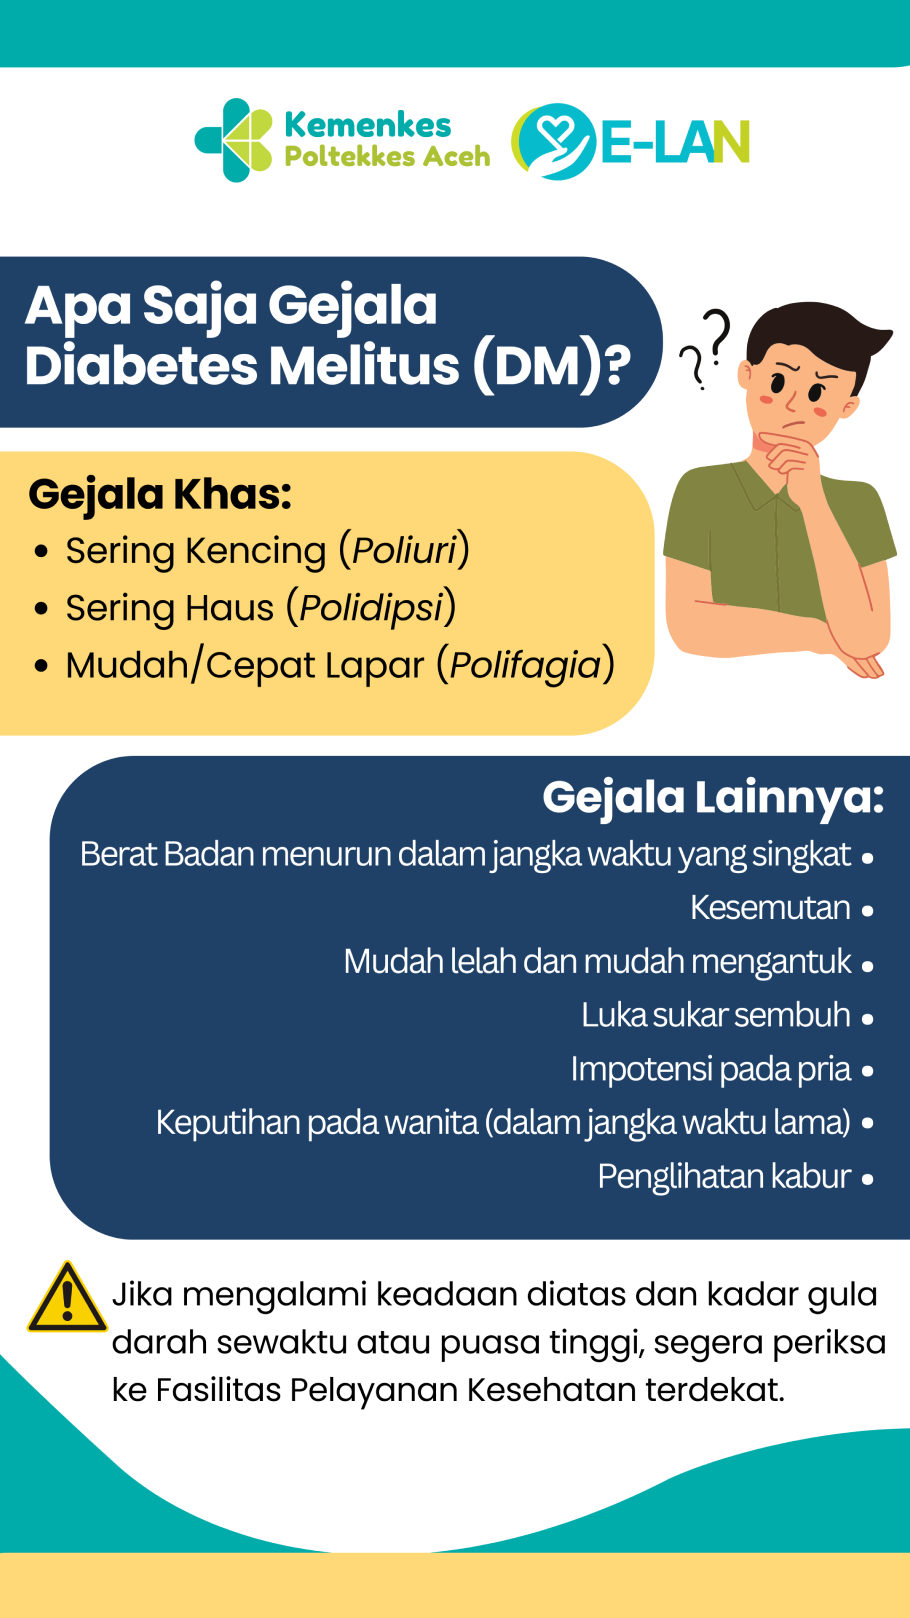 Kemenkes
Poltekkes Aceh
E-LAN
Apa Saja Gejala
Diabetes Melitus (DM)?
? ?
Gejala Khas:
• Sering Kencing (Poliuri)
• Sering Haus (Polidipsi)
• Mudah/Cepat Lapar (Polifagia)
Gejala Lainnya:
Berat Badan menurun dalam jangka waktu yang singkat •
Kesemutan •
Mudah lelah dan mudah mengantuk •
Luka sukar sembuh •
Impotensi pada pria •
Keputihan pada wanita (dalam jangka waktu lama) •
Penglihatan kabur •
Jika mengalami keadaan diatas dan kadar gula
darah sewaktu atau puasa tinggi, segera periksa
ke Fasilitas Pelayanan Kesehatan terdekat.